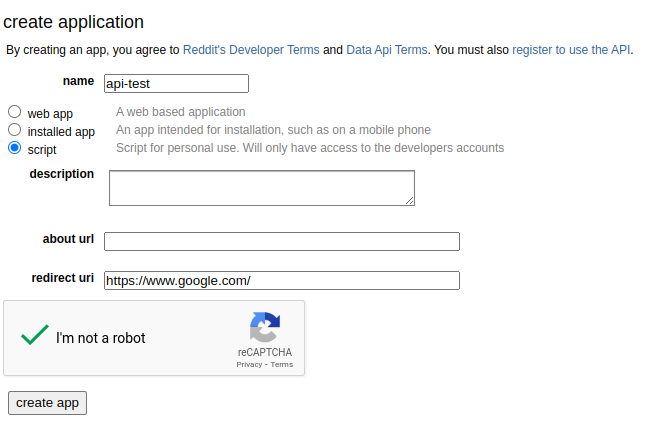 create application
By creating an app, you agree to Reddit's Developer Terms and Data Api Terms. You must also register to use the API.
name api-test
web app A web based application
installed app An app intended for installation, such as on a mobile phone
script Script for personal use. Will only have access to the developers accounts
description
about url
redirect uri https://www.google.com/
I'm not a robot
reCAPTCHA
Privacy - Terms
create app